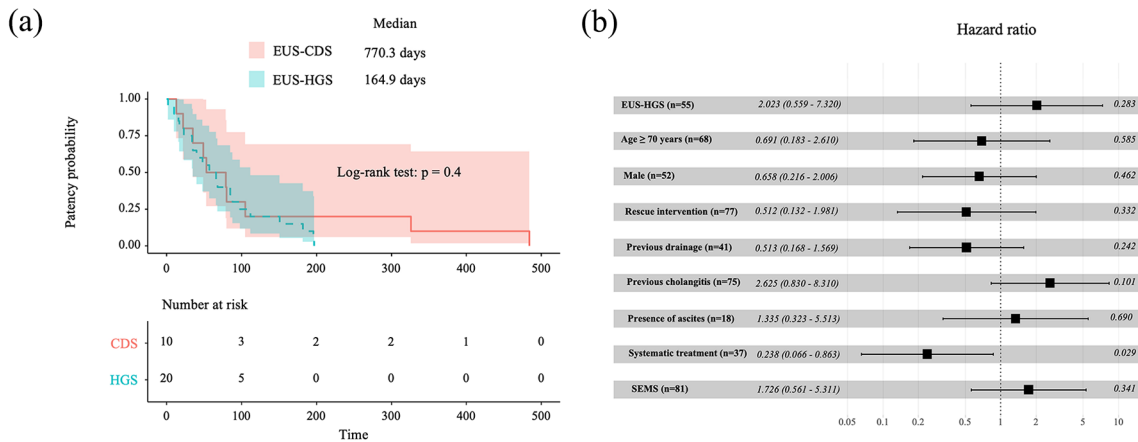 (a)
Median
EUS-CDS 770.3 days
EUS-HGS 164.9 days
1.00
0.75
0.50
0.25
0.00
Patency probability
Log-rank test: p = 0.4
0 100 200 300 400 500
Number at risk
CDS 10 3 2 2 1 0
HGS 20 5 0 0 0 0
0 100 200 300 400 500
Time
(b)
Hazard ratio
EUS-HGS (n=55) 2.023 (0.559 - 7.320) 0.283
Age ≥ 70 years (n=68) 0.691 (0.183 - 2.610) 0.585
Male (n=52) 0.658 (0.216 - 2.006) 0.462
Rescue intervention (n=77) 0.512 (0.132 - 1.981) 0.332
Previous drainage (n=41) 0.513 (0.168 - 1.569) 0.242
Previous cholangitis (n=75) 2.625 (0.830 - 8.310) 0.101
Presence of ascites (n=18) 1.335 (0.323 - 5.513) 0.690
Systematic treatment (n=37) 0.238 (0.066 - 0.863) 0.029
SEMS (n=81) 1.726 (0.561 - 5.311) 0.341
0.05 0.1 0.2 0.5 1 2 5 10